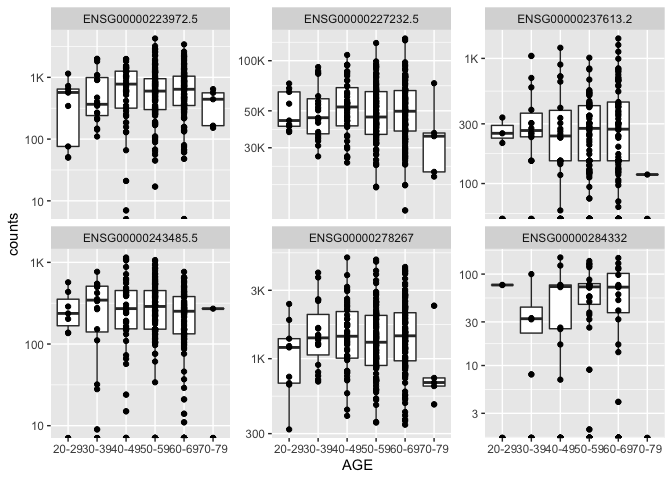 ENSG00000223972.5
ENSG00000227232.5
ENSG00000237613.2
1K
100
10
100K
50K
30K
1K
300
100
counts
ENSG00000243485.5
ENSG00000278267
ENSG00000284332
1K
100
10
3K
1K
300
100
30
10
3
20-29 30-39 40-49 50-59 60-69 70-79
20-29 30-39 40-49 50-59 60-69 70-79
20-29 30-39 40-49 50-59 60-69 70-79
AGE